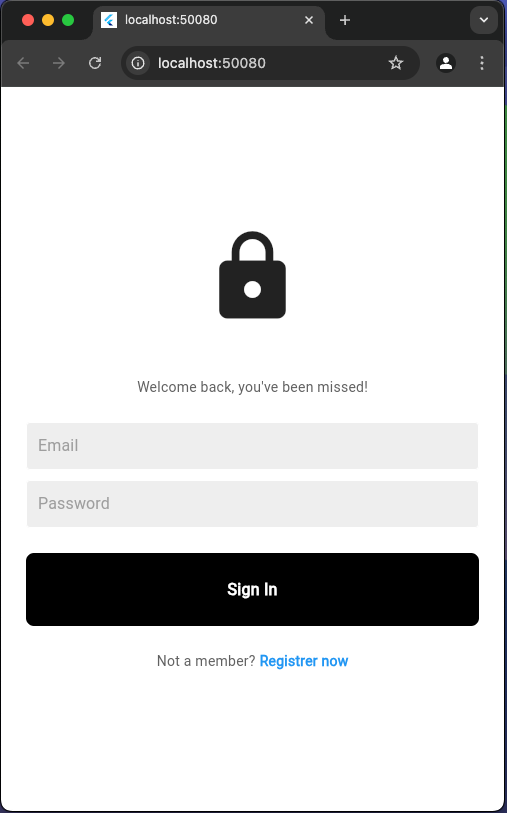 localhost:50080
localhost:50080
Welcome back, you've been missed!
Email
Password
Sign In
Not a member? Registrer now